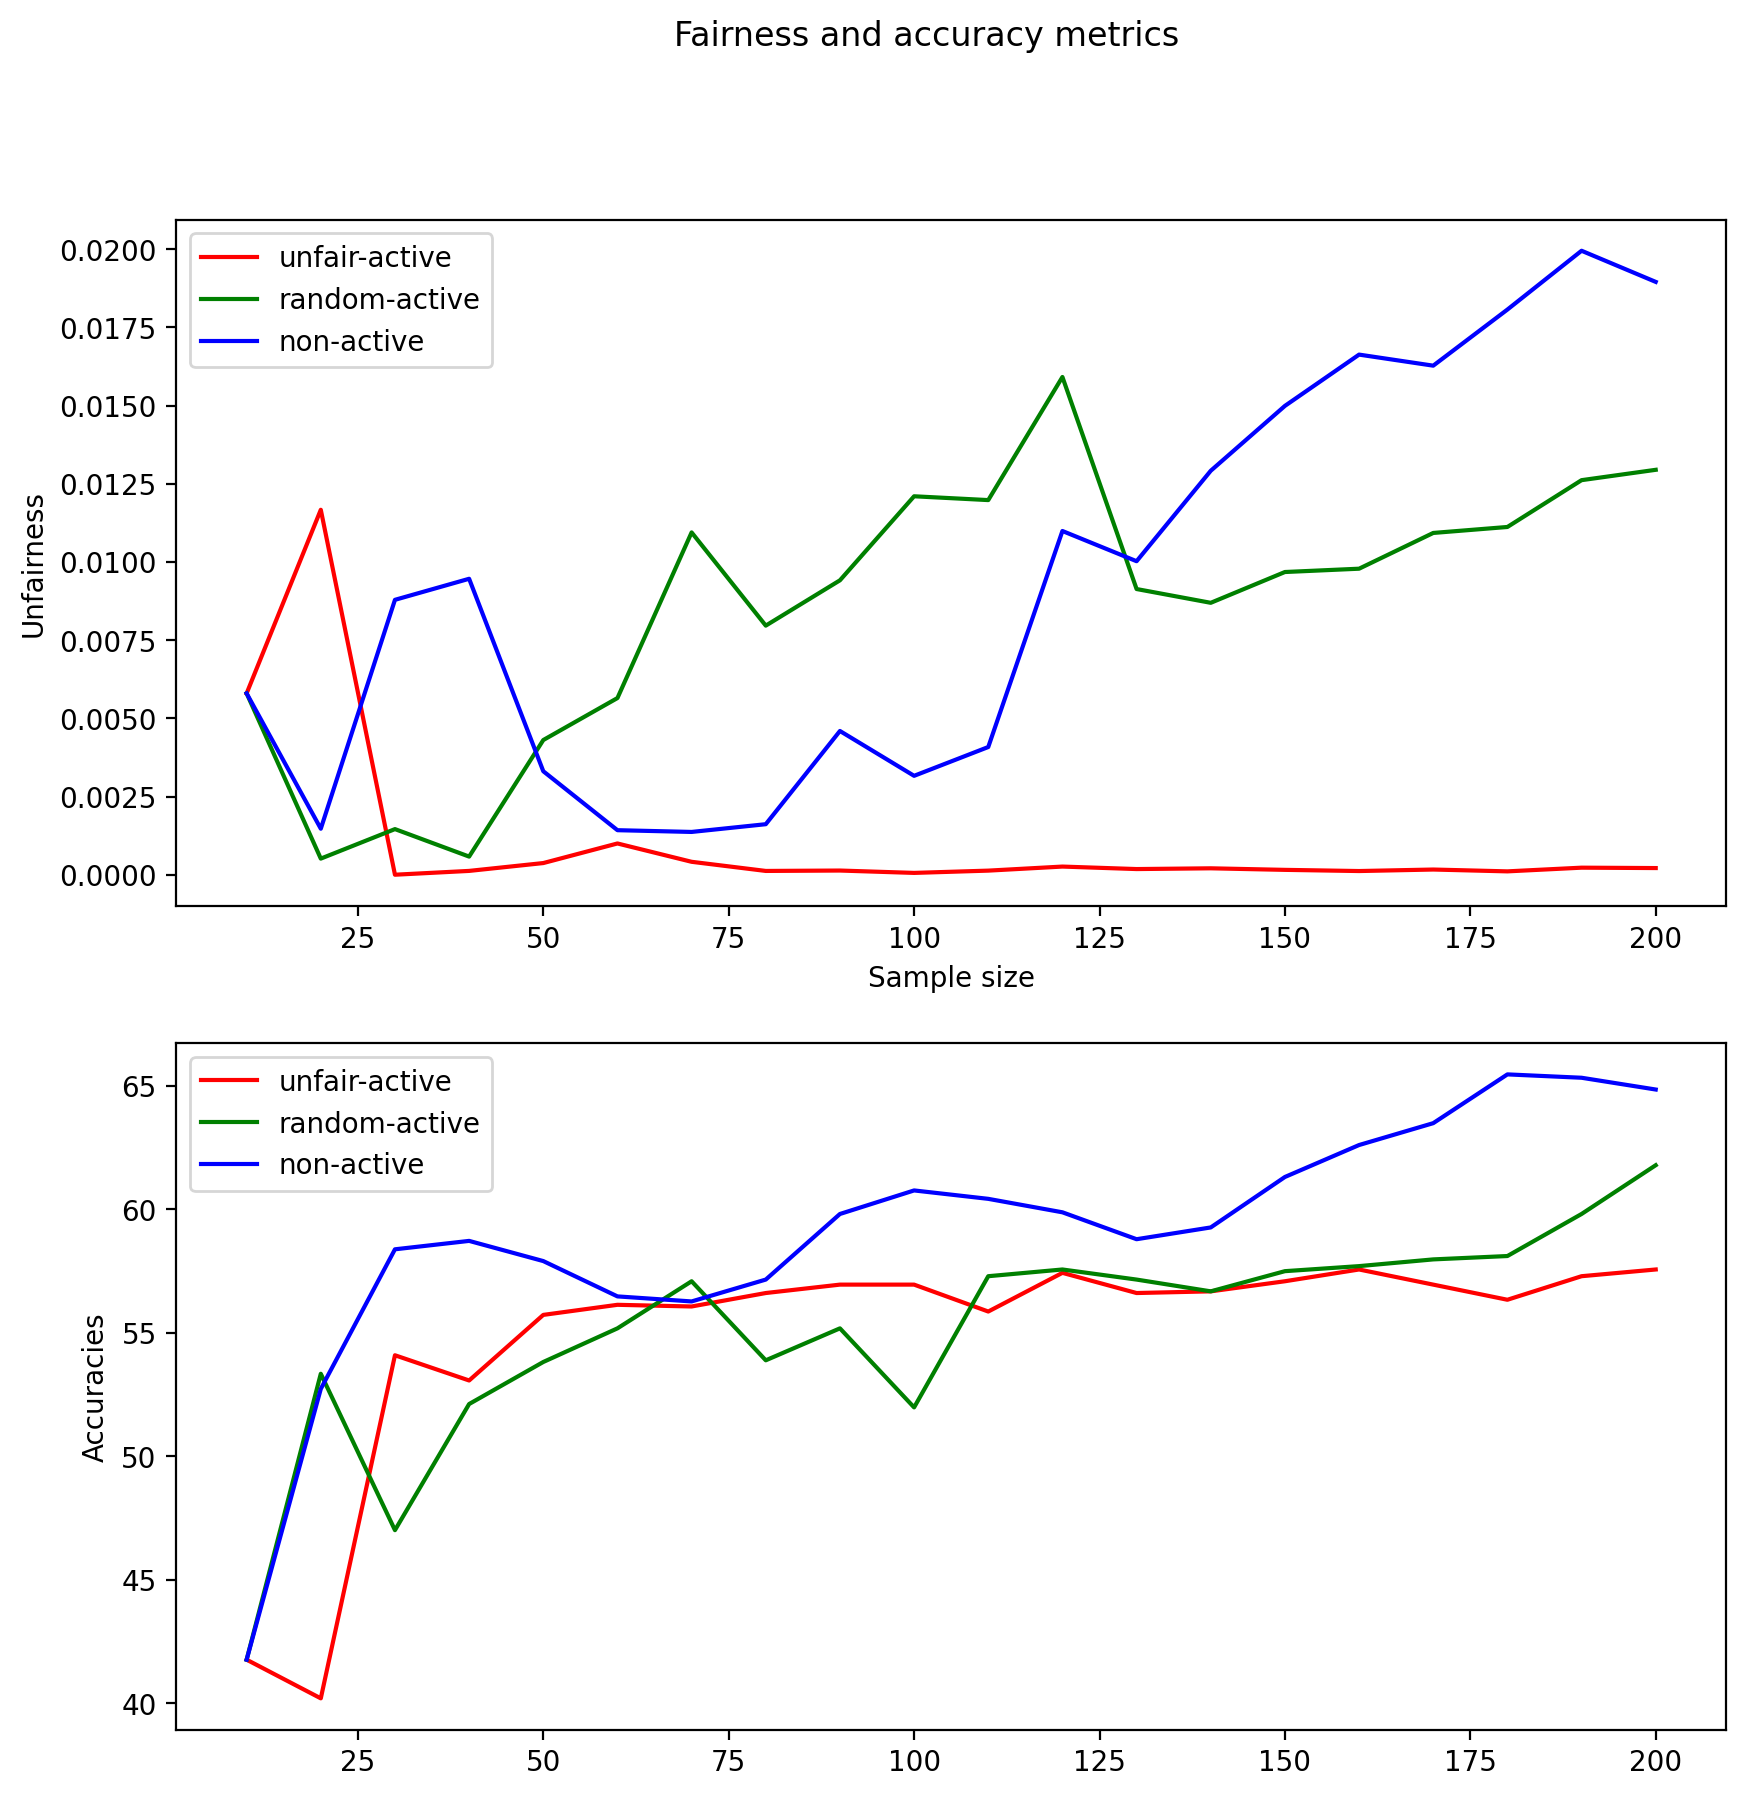 Fairness and accuracy metrics
unfair-active
random-active
non-active
0.0200
0.0175
0.0150
0.0125
0.0100
0.0075
0.0050
0.0025
0.0000
Unfairness
25 50 75 100 125 150 175 200
Sample size
unfair-active
random-active
non-active
65
60
55
50
45
40
Accuracies
25 50 75 100 125 150 175 200